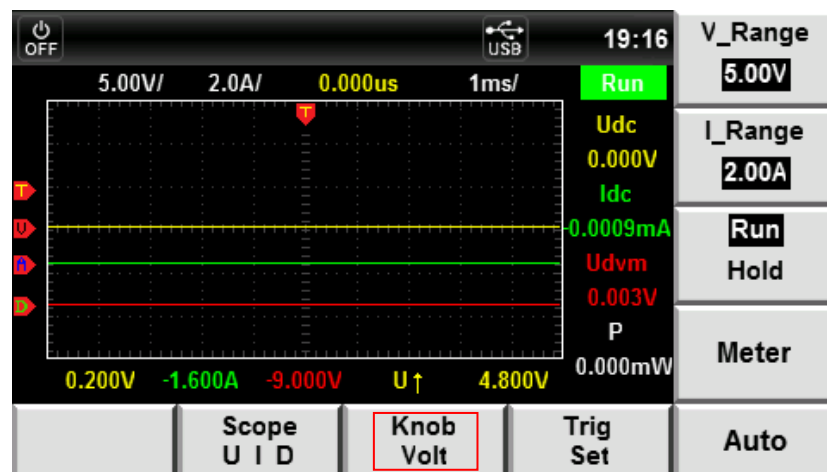 OFF USB 19:16
5.00V/ 2.0A/ 0.000us 1ms/ Run
T
Udc
0.000V
Idc
T
V
-0.0009mA
A
Udvm
D
0.003V
P
0.000mW
0.200V -1.600A -9.000V U↑ 4.800V
V_Range
5.00V
I_Range
2.00A
Run
Hold
Meter
Auto
Scope
U I D
Knob
Volt
Trig
Set